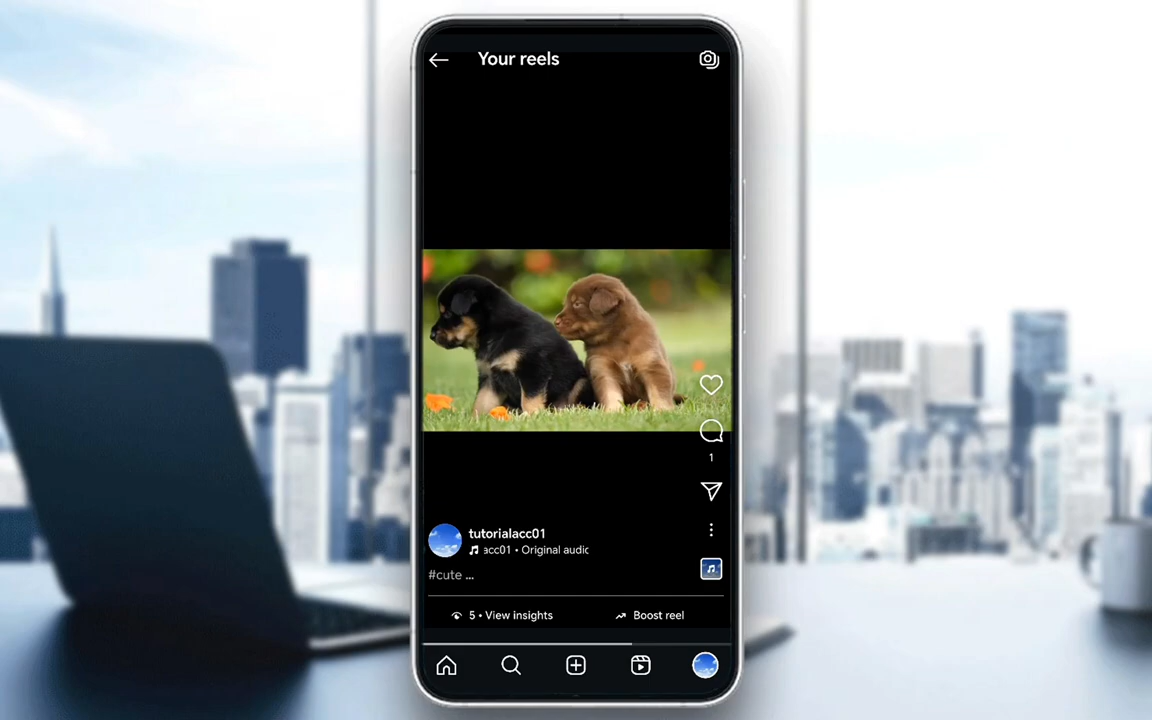 Your reels
1
tutorialacc01
acc01 • Original audio
#cute ...
5 • View insights
Boost reel